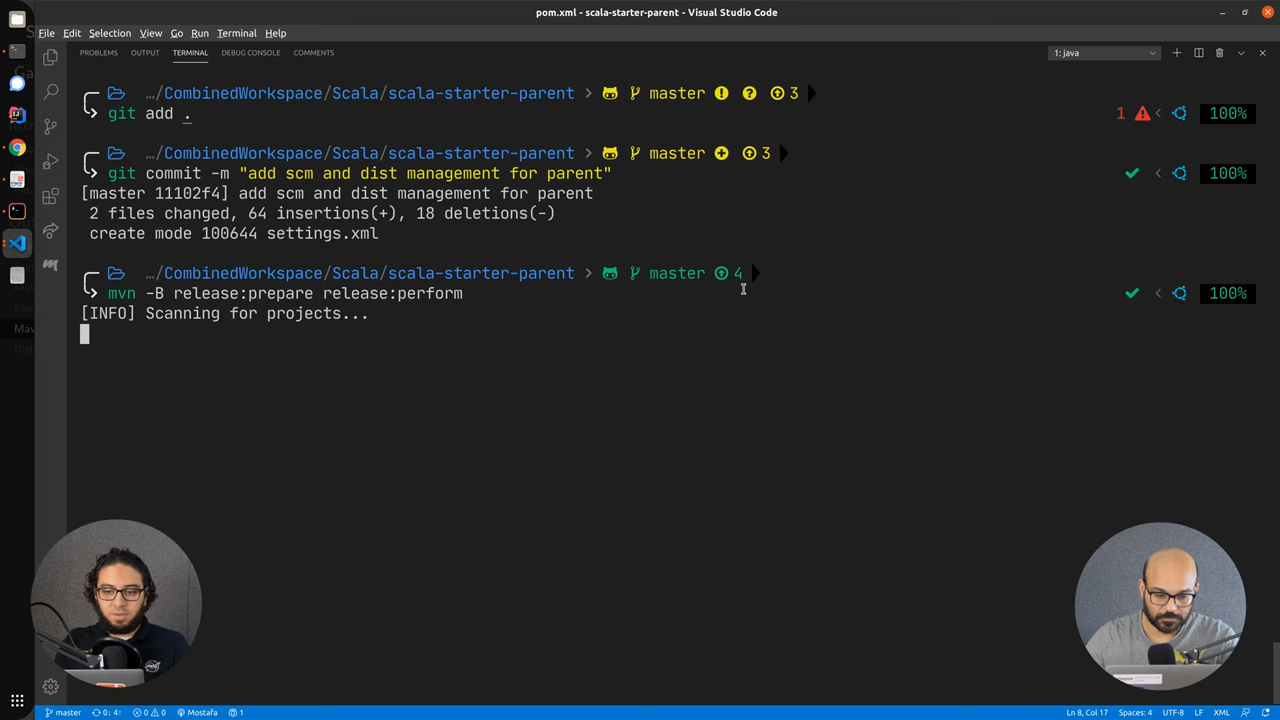 pom.xml - scala-starter-parent - Visual Studio Code
File Edit Selection View Go Run Terminal Help
PROBLEMS OUTPUT TERMINAL DEBUG CONSOLE COMMENTS 1: java
…/CombinedWorkspace/Scala/scala-starter-parent > master ! ? 3
git add . 1 < 100%
…/CombinedWorkspace/Scala/scala-starter-parent > master + 3
git commit -m "add scm and dist management for parent" < 100%
[master 11102f4] add scm and dist management for parent
2 files changed, 64 insertions(+), 18 deletions(-)
create mode 100644 settings.xml
…/CombinedWorkspace/Scala/scala-starter-parent > master 4
mvn -B release:prepare release:perform < 100%
[INFO] Scanning for projects...
master 0↓ 4↑ 0 0 Mostafa 1 Ln 8, Col 17 Spaces: 4 UTF-8 LF XML